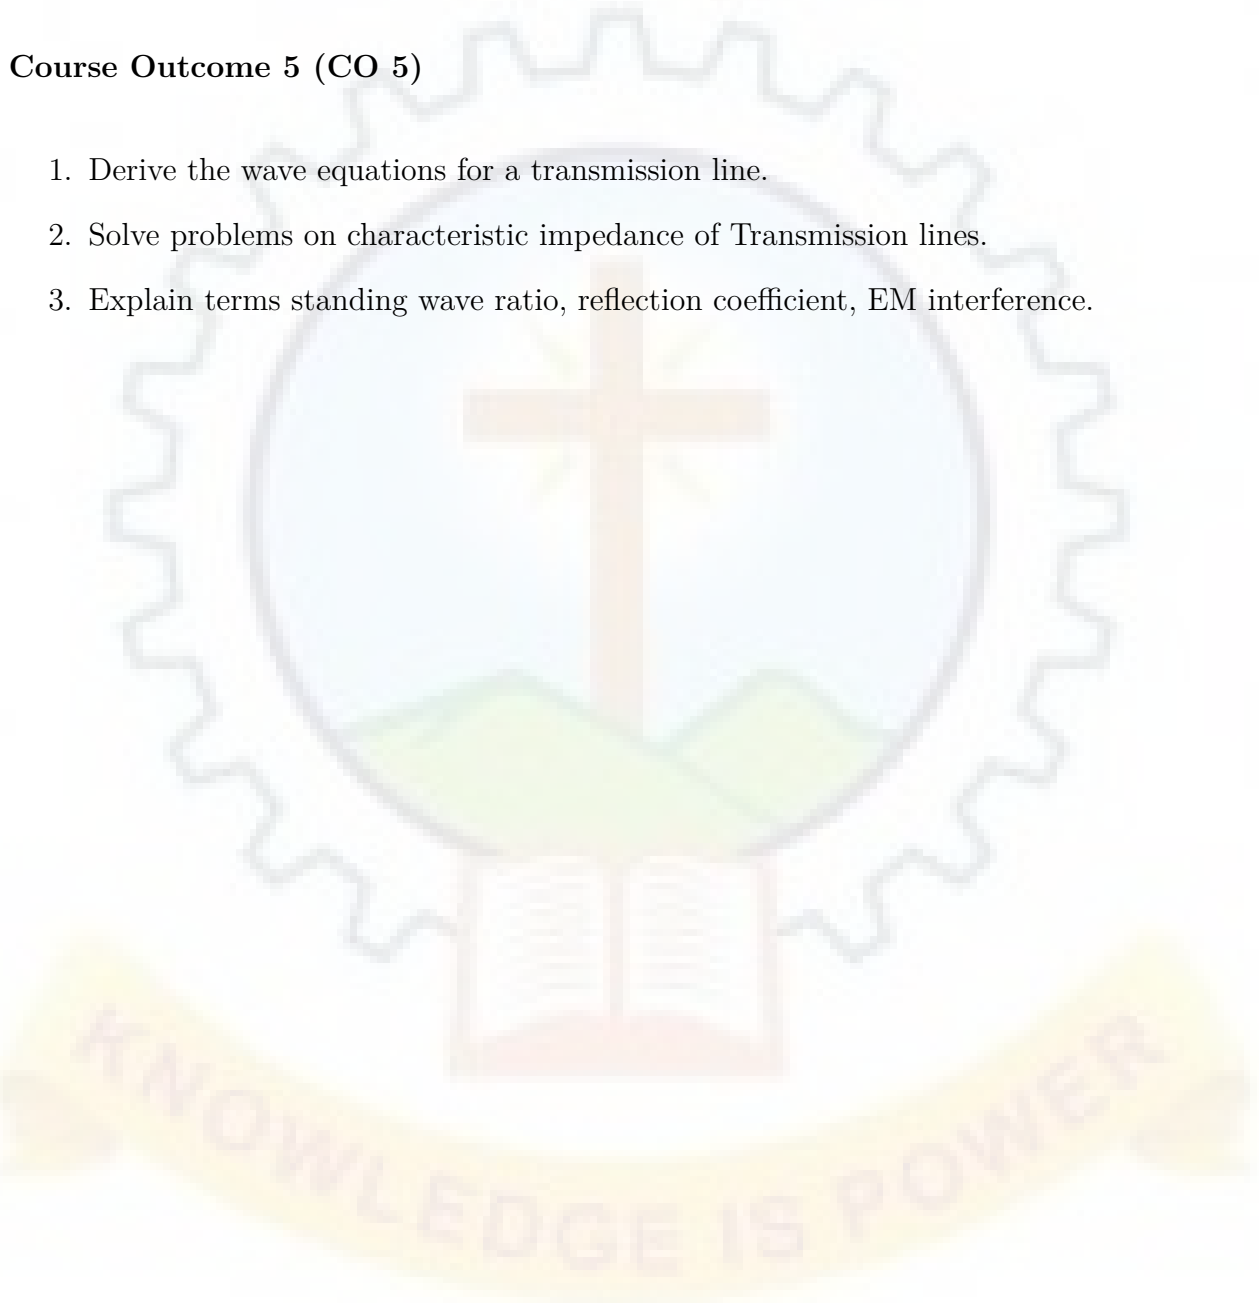 Course Outcome 5 (CO 5)
1. Derive the wave equations for a transmission line.
2. Solve problems on characteristic impedance of Transmission lines.
3. Explain terms standing wave ratio, reflection coefficient, EM interference.
KNOWLEDGE IS POWER